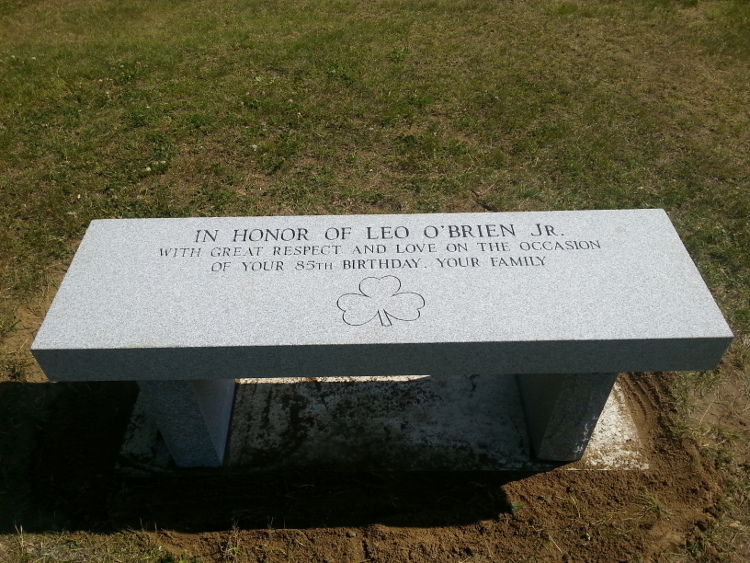 IN HONOR OF LEO O'BRIEN JR.
WITH GREAT RESPECT AND LOVE ON THE OCCASION
OF YOUR 85TH BIRTHDAY. YOUR FAMILY